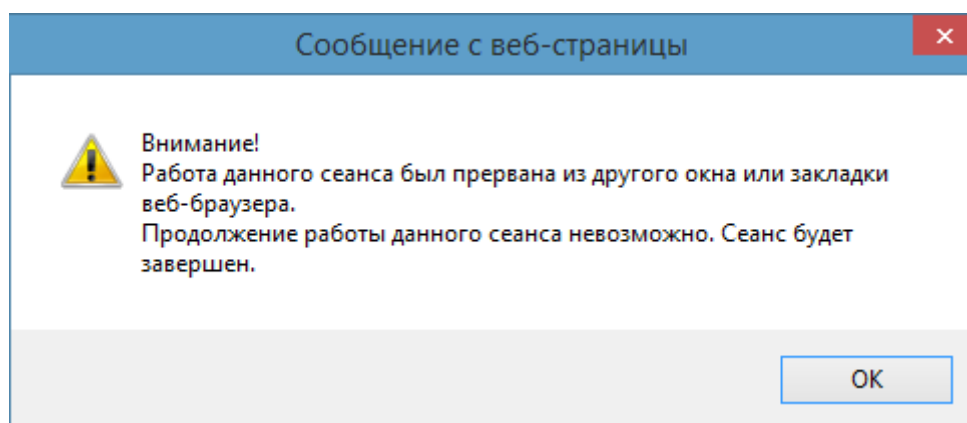 Сообщение с веб-страницы
Внимание!
Работа данного сеанса был прервана из другого окна или закладки
веб-браузера.
Продолжение работы данного сеанса невозможно. Сеанс будет
завершен.
ОК